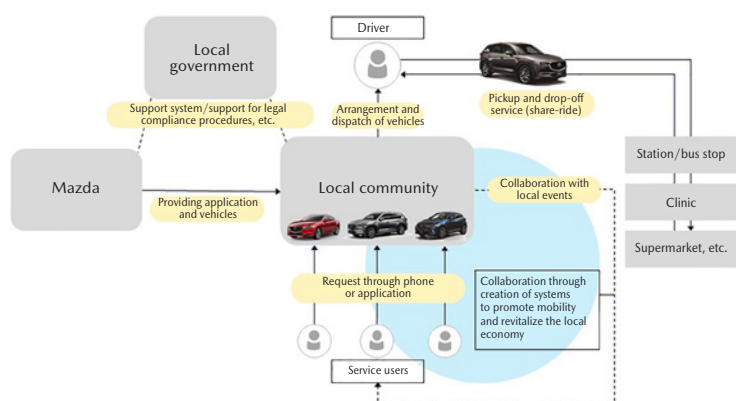 Driver
Local
government
Support system/support for legal
compliance procedures, etc.
Arrangement and
dispatch of vehicles
Pickup and drop-off
service (share-ride)
Station/bus stop
Clinic
Supermarket, etc.
Mazda
Providing application
and vehicles
Local community
Collaboration with
local events
Request through phone
or application
Collaboration through
creation of systems
to promote mobility
and revitalize the local
economy
Service users